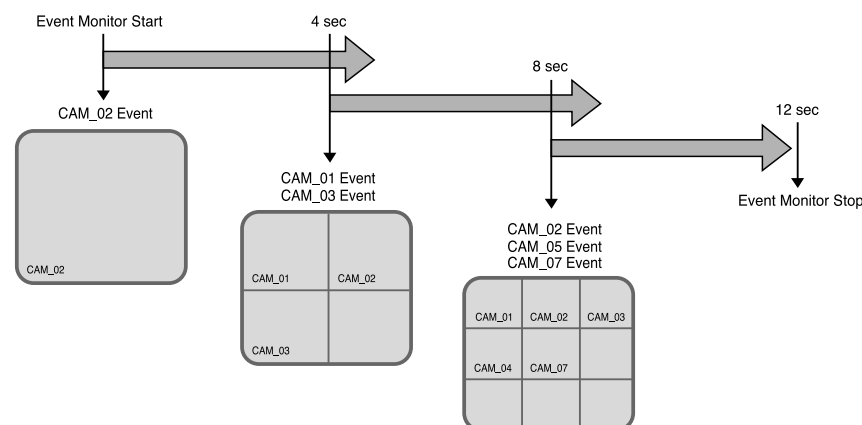 Event Monitor Start
4 sec
8 sec
12 sec
CAM_02 Event
CAM_02
CAM_01 Event
CAM_03 Event
CAM_01
CAM_02
CAM_03
CAM_02 Event
CAM_05 Event
CAM_07 Event
CAM_01
CAM_02
CAM_03
CAM_04
CAM_07
Event Monitor Stop